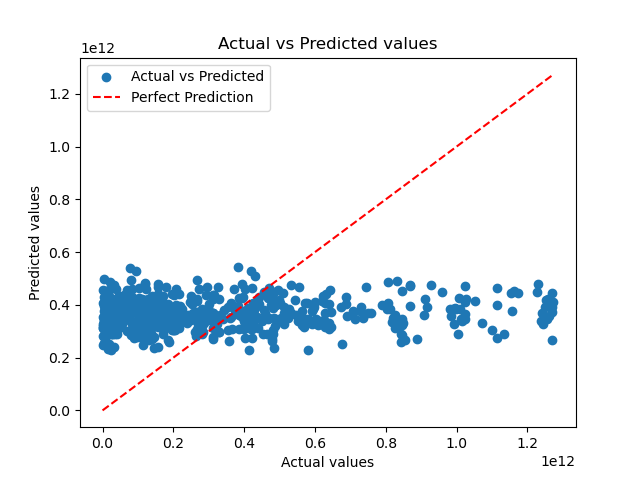 Actual vs Predicted values
1e12
Actual vs Predicted
Perfect Prediction
1.2
1.0
0.8
0.6
0.4
0.2
0.0
Predicted values
0.0 0.2 0.4 0.6 0.8 1.0 1.2
Actual values
1e12